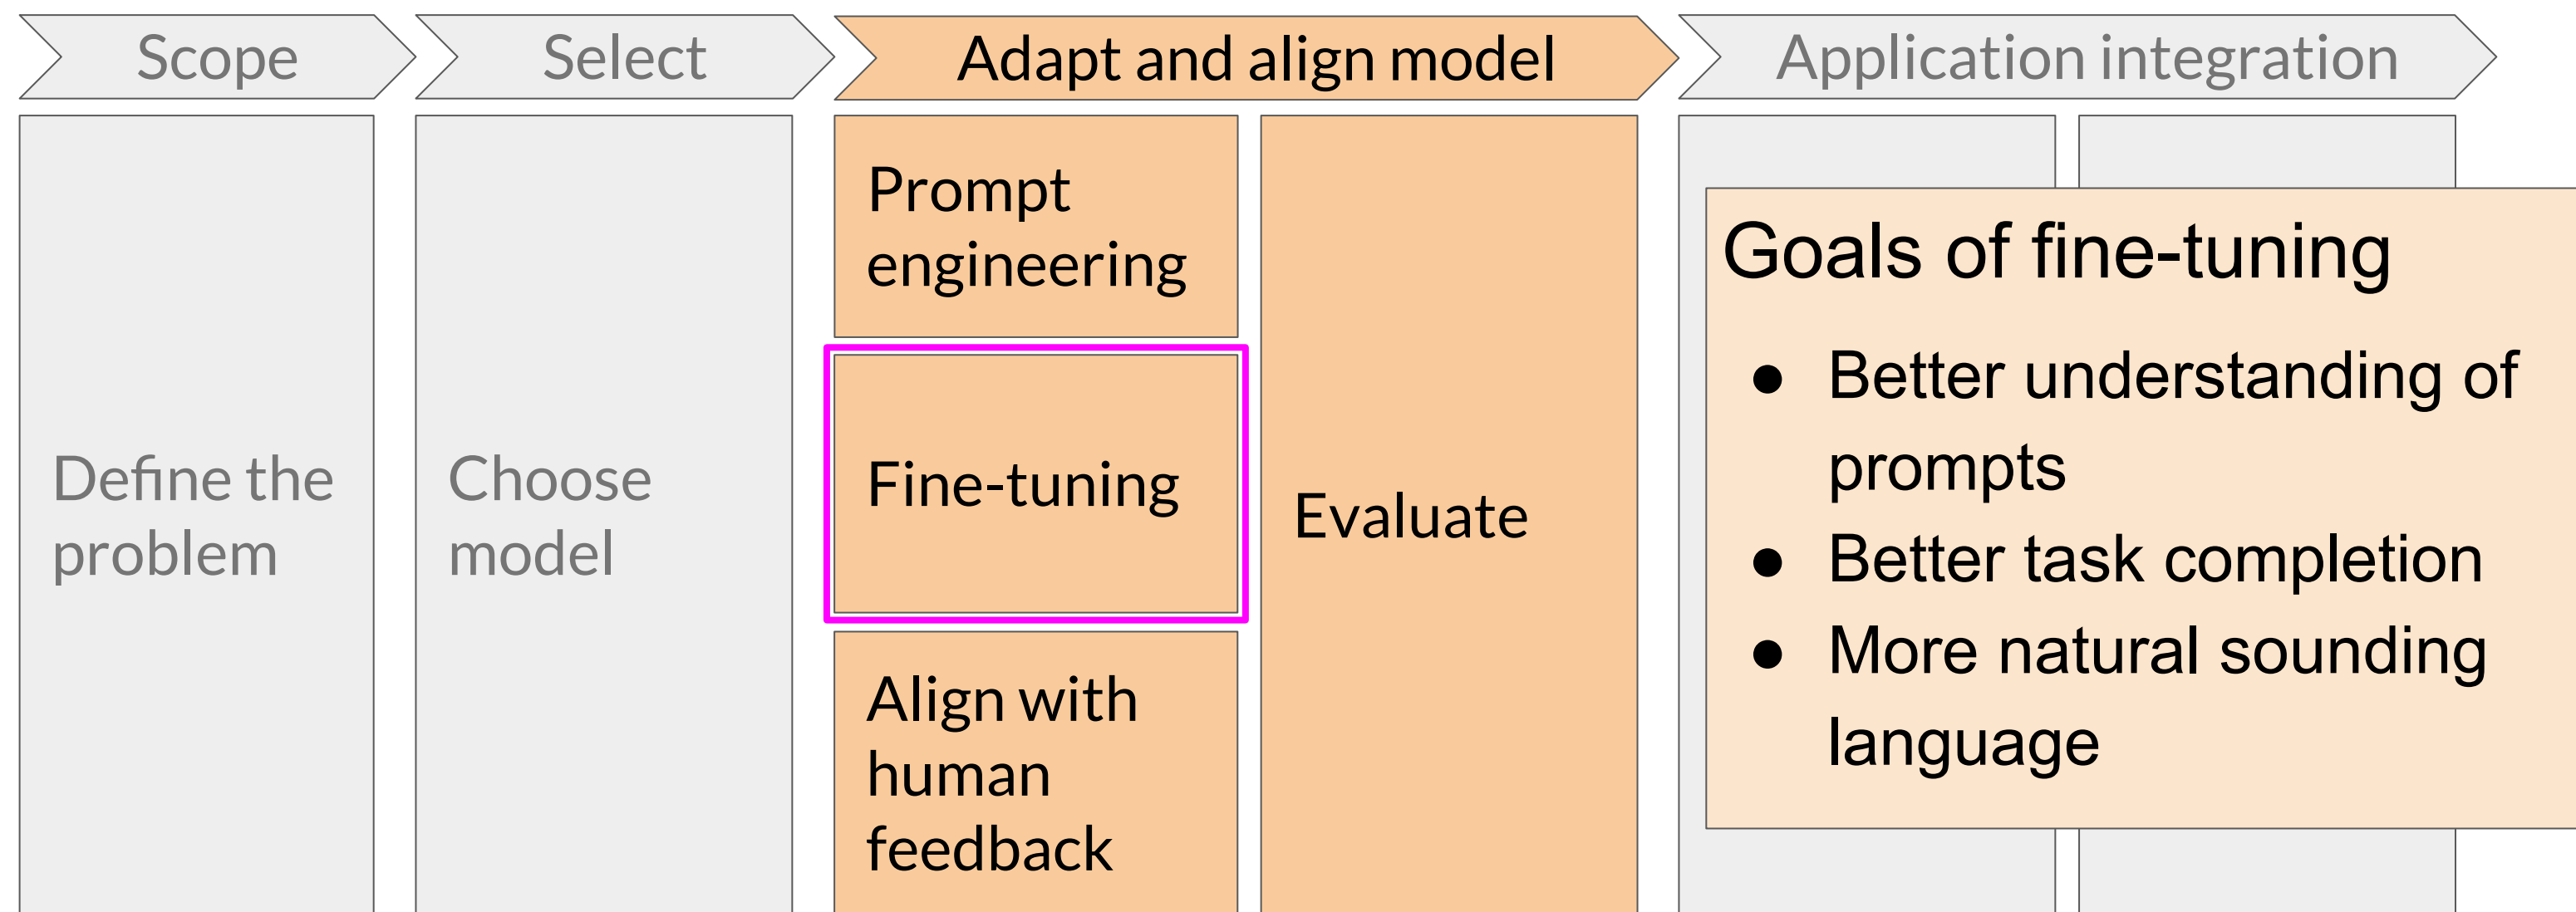 Scope
Select
Adapt and align model
Application integration
Define the
problem
Choose
model
Prompt
engineering
Fine-tuning
Align with
human
feedback
Evaluate
Goals of fine-tuning
● Better understanding of
prompts
● Better task completion
● More natural sounding
language